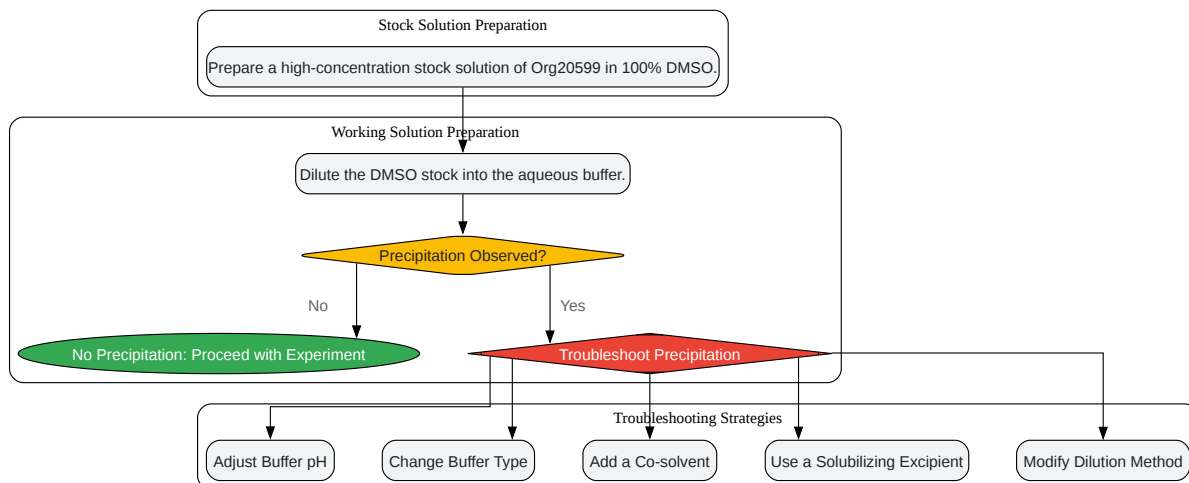 Stock Solution Preparation
Prepare a high-concentration stock solution of Org20599 in 100% DMSO.
Working Solution Preparation
Dilute the DMSO stock into the aqueous buffer.
Precipitation Observed?
No
Yes
No Precipitation: Proceed with Experiment
Troubleshoot Precipitation
Troubleshooting Strategies
Adjust Buffer pH
Change Buffer Type
Add a Co-solvent
Use a Solubilizing Excipient
Modify Dilution Method